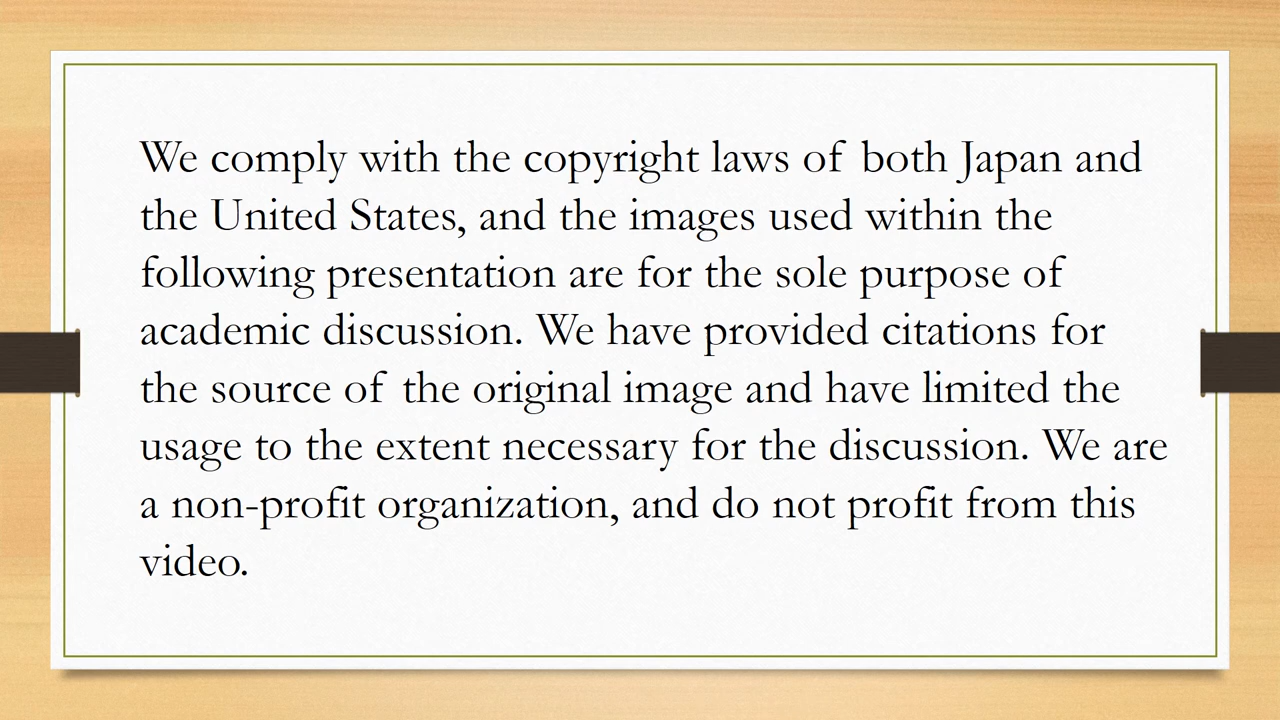 We comply with the copyright laws of both Japan and
the United States, and the images used within the
following presentation are for the sole purpose of
academic discussion. We have provided citations for
the source of the original image and have limited the
usage to the extent necessary for the discussion. We are
a non-profit organization, and do not profit from this
video.